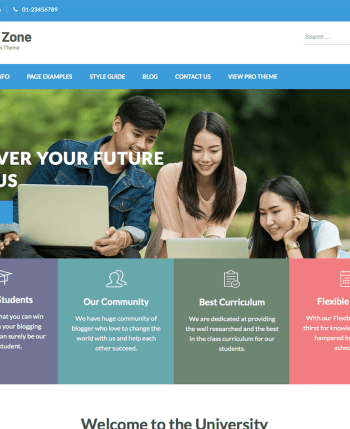 01-23456789
Zone
Theme
Search ...
PAGE EXAMPLES STYLE GUIDE BLOG CONTACT US VIEW PRO THEME
VER YOUR FUTURE
US
Students
hat you can win
your blogging
can surely be our
student.
Our Community
We have huge community of
blogger who love to change the
world with us and help each
other succeed.
Best Curriculum
We are dedicated at providing
the well researched and the best
in the class curriculum for our
students.
Flexible
With our Flexib
thirst for knowle
hampered by
sched
Welcome to the University